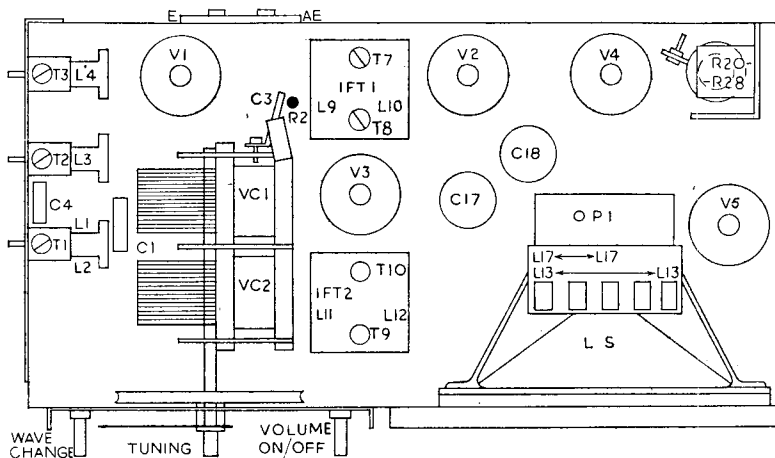 E AE
V1
T7
IFT1
L9 L10
T8
V2
V4
R20-
-R28
T3 L4
C3
R2
T2 L3
C4
L1
T1
L2
C1
VC1
VC2
V3
C18
C17
OP1
V5
L17 L17
L13 L13
T10
IFT2
L11 L12
T9
L S
WAVE
CHANGE
TUNING
VOLUME
ON/OFF